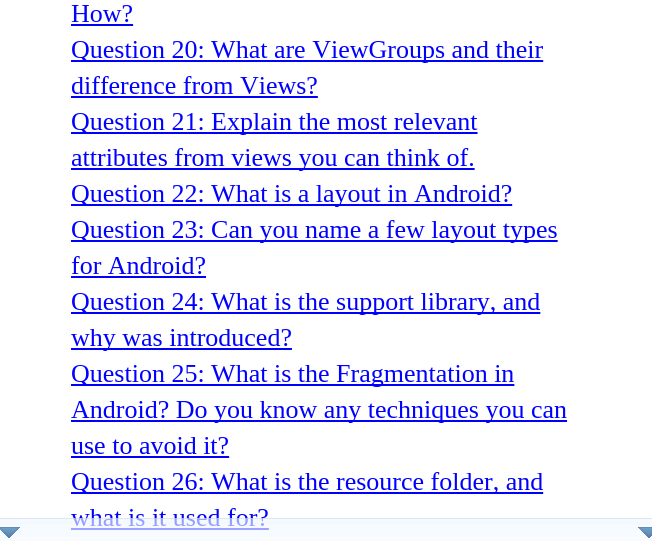 How?
Question 20: What are ViewGroups and their
difference from Views?
Question 21: Explain the most relevant
attributes from views you can think of.
Question 22: What is a layout in Android?
Question 23: Can you name a few layout types
for Android?
Question 24: What is the support library, and
why was introduced?
Question 25: What is the Fragmentation in
Android? Do you know any techniques you can
use to avoid it?
Question 26: What is the resource folder, and
what is it used for?